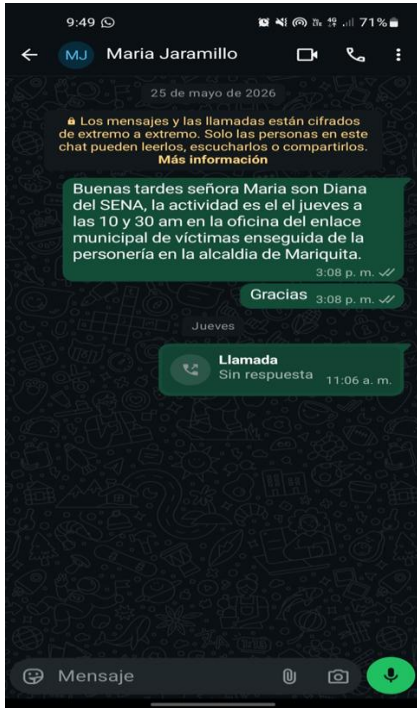 9:49
71%
MJ Maria Jaramillo
25 de mayo de 2026
Los mensajes y las llamadas están cifrados
de extremo a extremo. Solo las personas en este
chat pueden leerlos, escucharlos o compartirlos.
Más información
Buenas tardes señora Maria son Diana
del SENA, la actividad es el el jueves a
las 10 y 30 am en la oficina del enlace
municipal de víctimas enseguida de la
personería en la alcaldia de Mariquita.
3:08 p. m.
Gracias 3:08 p. m.
Jueves
Llamada
Sin respuesta 11:06 a. m.
Mensaje